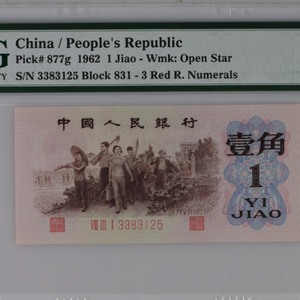 G
TY
China / People's Republic
Pick# 877g 1962 1 Jiao - Wmk: Open Star
S/N 3383125 Block 831 - 3 Red R. Numerals
中國人民銀行
壹角
1
YI
JIAO
VIII III I 3383125